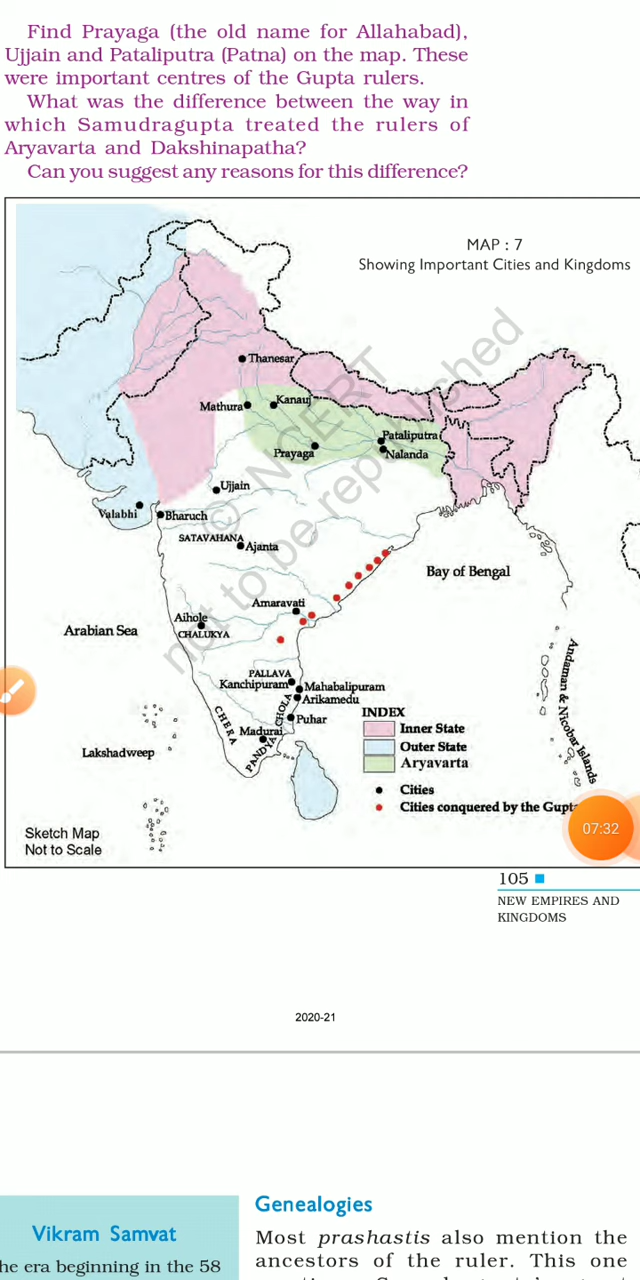 Find Prayaga (the old name for Allahabad),
Ujjain and Pataliputra (Patna) on the map. These
were important centres of the Gupta rulers.
What was the difference between the way in
which Samudragupta treated the rulers of
Aryavarta and Dakshinapatha?
Can you suggest any reasons for this difference?
MAP : 7
Showing Important Cities and Kingdoms
Thanesar
Mathura
Kanauj
Pataliputra
Prayaga
Nalanda
Ujjain
Valabhi
Bharuch
SATAVAHANA
Ajanta
Bay of Bengal
Amaravati
Arabian Sea
Aihole
CHALUKYA
PALLAVA
Kanchipuram
Mahabalipuram
Arikamedu
CHOLA
Puhar
CHERA
Madurai
PANDYA
Lakshadweep
Andaman & Nicobar Islands
INDEX
Inner State
Outer State
Aryavarta
Cities
Cities conquered by the Gupta
© NCERT
not to be republished
Sketch Map
Not to Scale
07:32
105
NEW EMPIRES AND
KINGDOMS
2020-21
Genealogies
Vikram Samvat
Most prashastis also mention the
he era beginning in the 58
ancestors of the ruler. This one